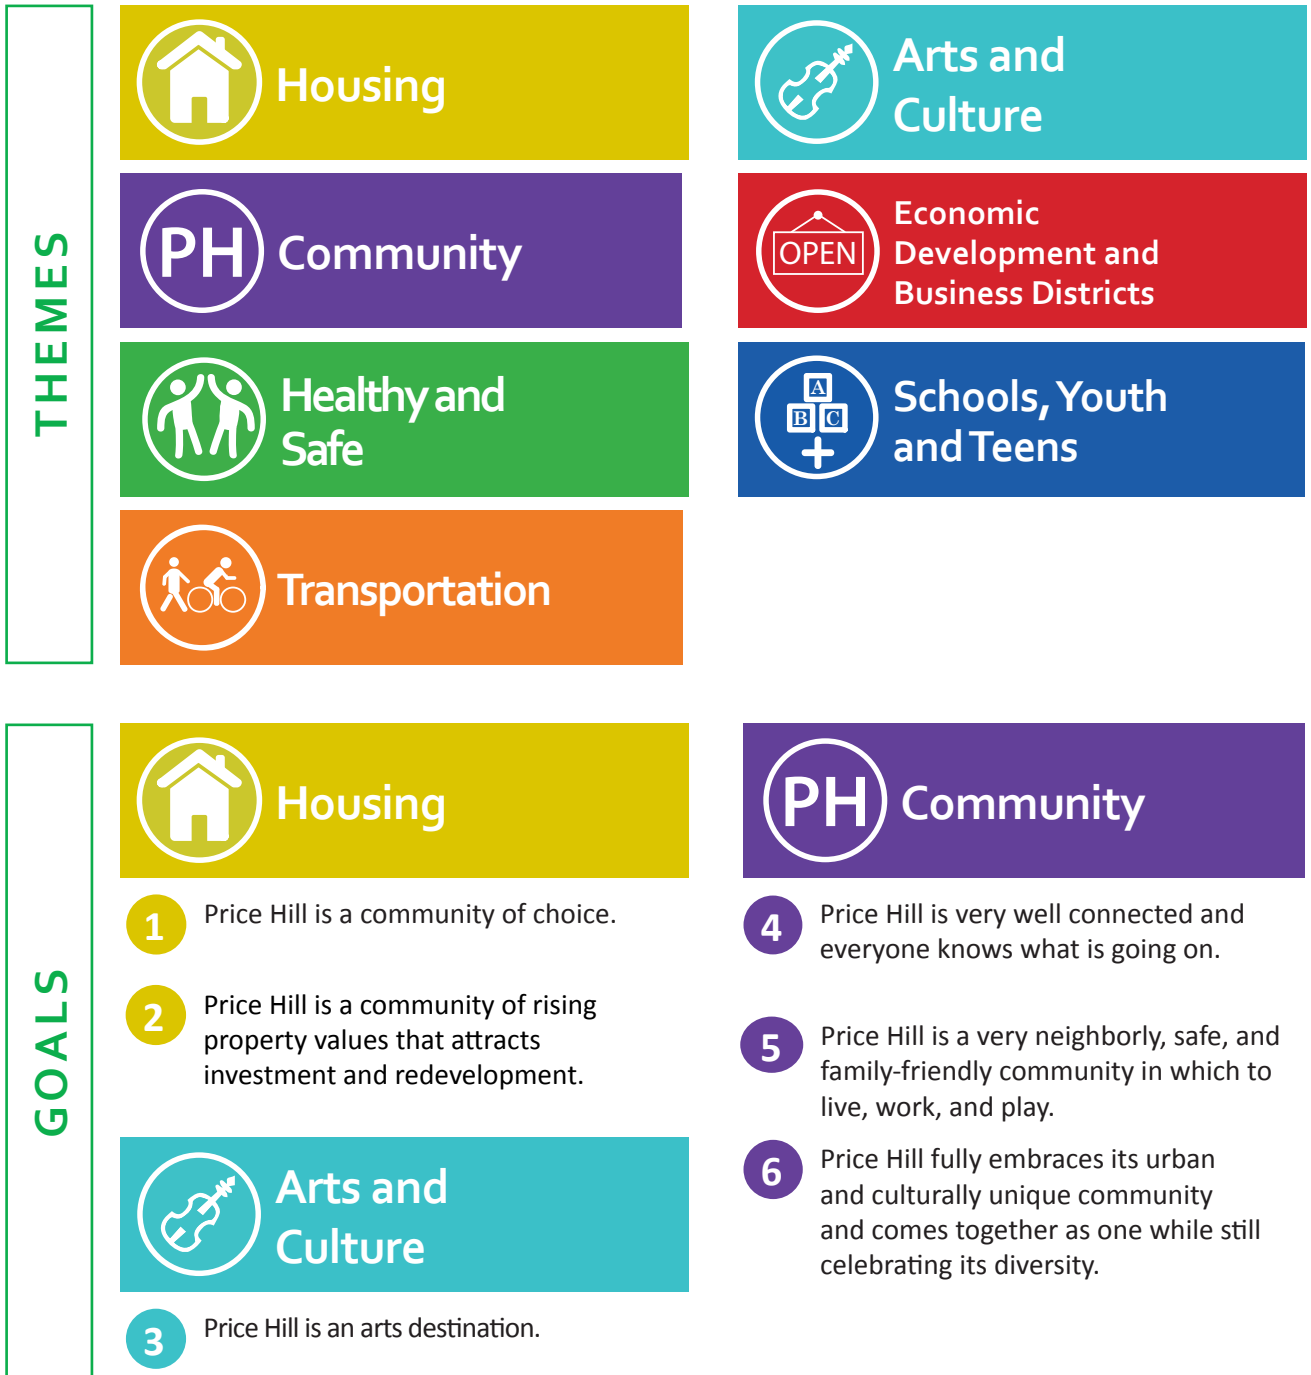 THEMES
Housing
Arts and
Culture
PH
Community
OPEN
Economic
Development and
Business Districts
Healthy and
Safe
A
B C
Schools, Youth
and Teens
Transportation
GOALS
Housing
1
Price Hill is a community of choice.
2
Price Hill is a community of rising
property values that attracts
investment and redevelopment.
Arts and
Culture
3
Price Hill is an arts destination.
PH
Community
4
Price Hill is very well connected and
everyone knows what is going on.
5
Price Hill is a very neighborly, safe, and
family-friendly community in which to
live, work, and play.
6
Price Hill fully embraces its urban
and culturally unique community
and comes together as one while still
celebrating its diversity.